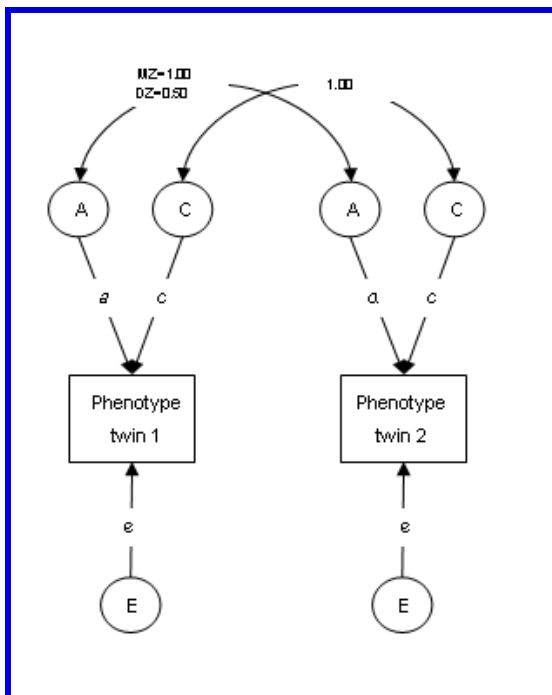 MZ=1.00
DZ=0.50
1.00
A
C
A
C
a
c
a
c
Phenotype
twin 1
Phenotype
twin 2
e
e
E
E